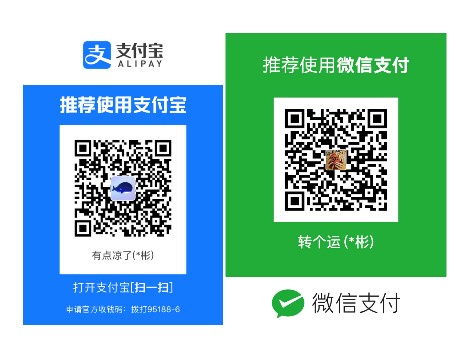 支付宝
ALIPAY
推荐使用支付宝
有点凉了(*彬)
打开支付宝[扫一扫]
申请官方收钱码：拨打95188-6
推荐使用微信支付
转个运(*彬)
微信支付